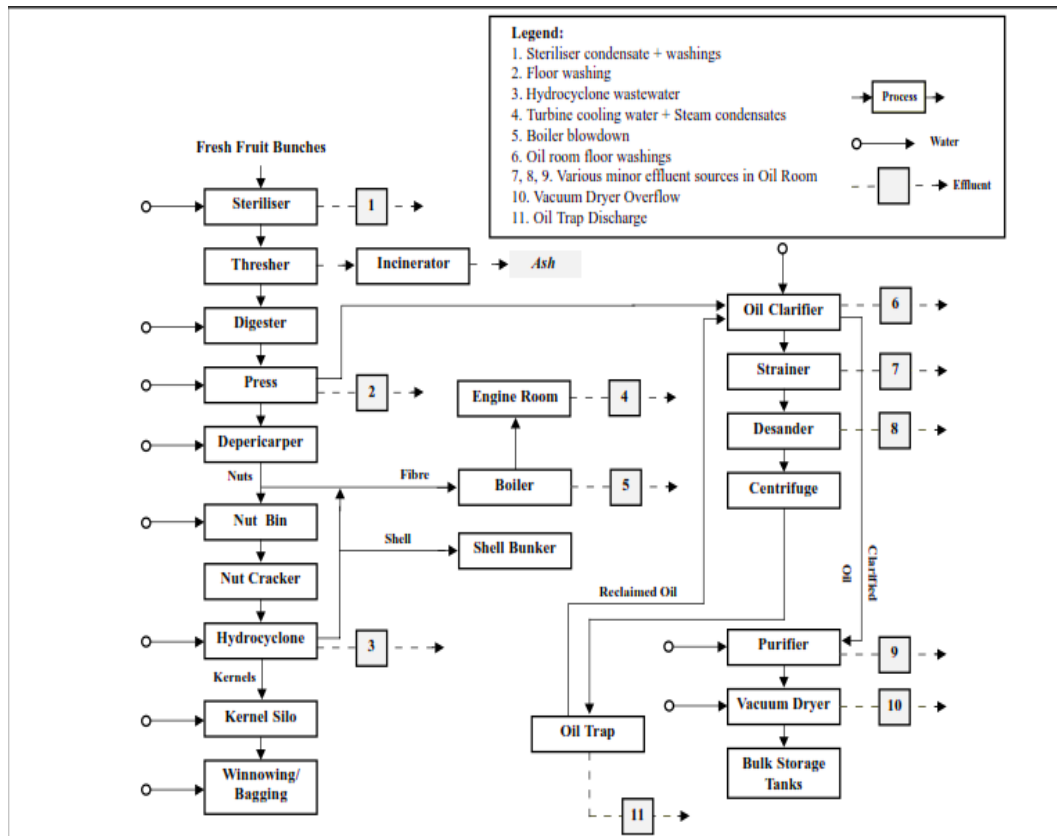 Legend:
1. Steriliser condensate + washings
2. Floor washing
3. Hydrocyclone wastewater
4. Turbine cooling water + Steam condensates
5. Boiler blowdown
6. Oil room floor washings
7, 8, 9. Various minor effluent sources in Oil Room
10. Vacuum Dryer Overflow
11. Oil Trap Discharge
Process
Water
Effluent
Fresh Fruit Bunches
Steriliser
1
Thresher
Incinerator
Ash
Digester
Press
2
Depericarper
Nuts
Fibre
Engine Room
4
Boiler
5
Nut Bin
Shell
Shell Bunker
Nut Cracker
Hydrocyclone
3
Kernels
Kernel Silo
Winnowing/
Bagging
Oil Clarifier
6
Strainer
7
Desander
8
Centrifuge
Reclaimed Oil
Clarified
Oil
Purifier
9
Vacuum Dryer
10
Oil Trap
Bulk Storage
Tanks
11